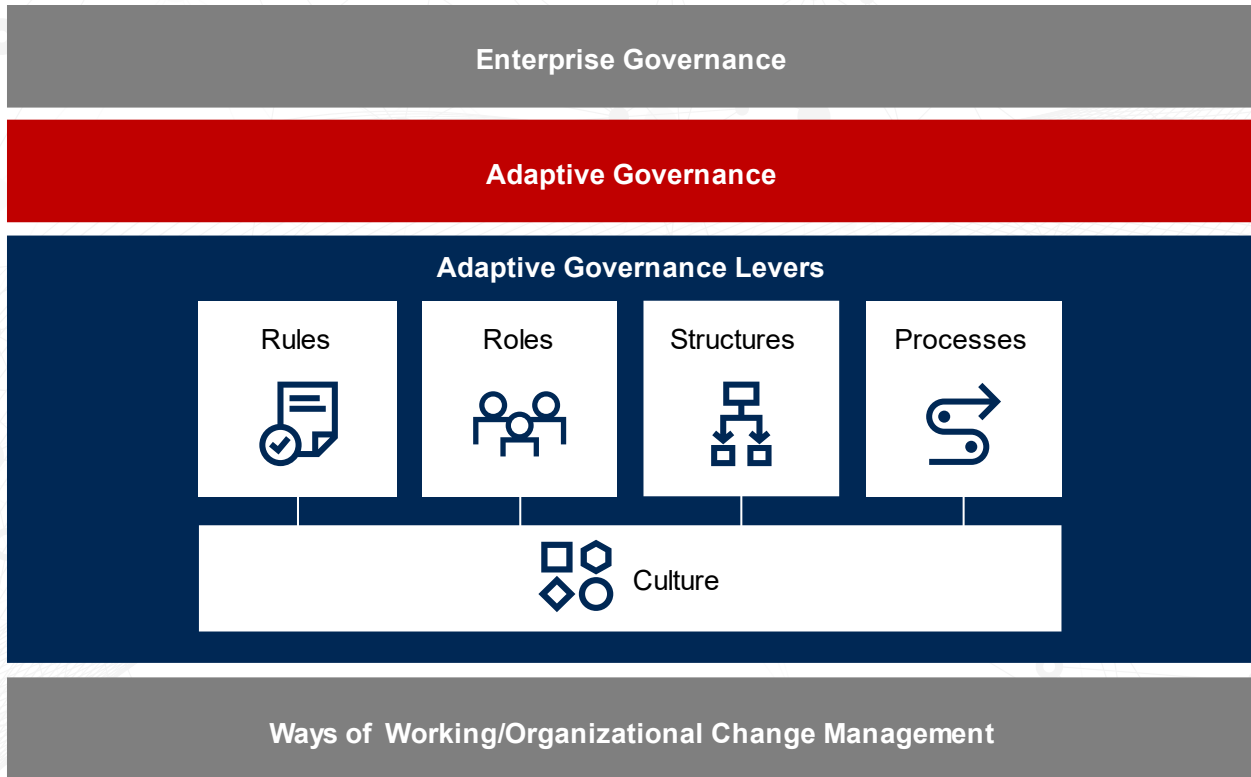 Enterprise Governance
Adaptive Governance
Adaptive Governance Levers
Rules
Roles
Structures
Processes
Culture
Ways of Working/Organizational Change Management